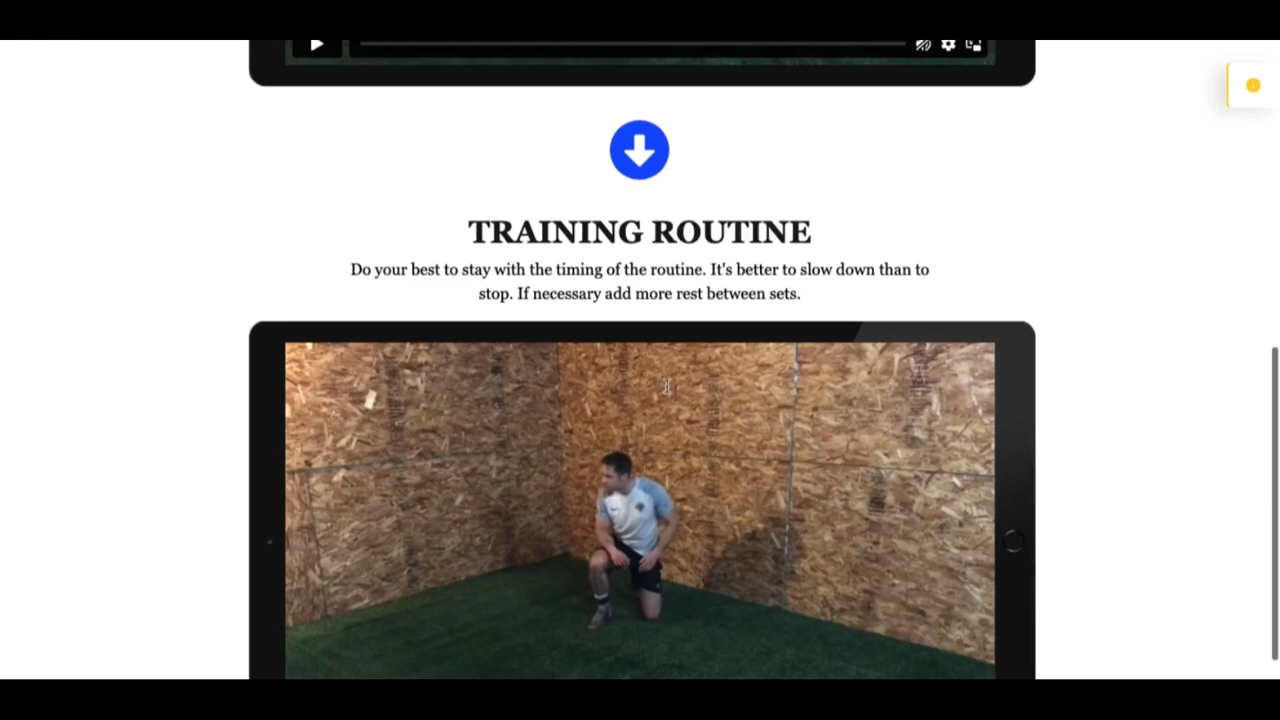 TRAINING ROUTINE
Do your best to stay with the timing of the routine. It's better to slow down than to
stop. If necessary add more rest between sets.